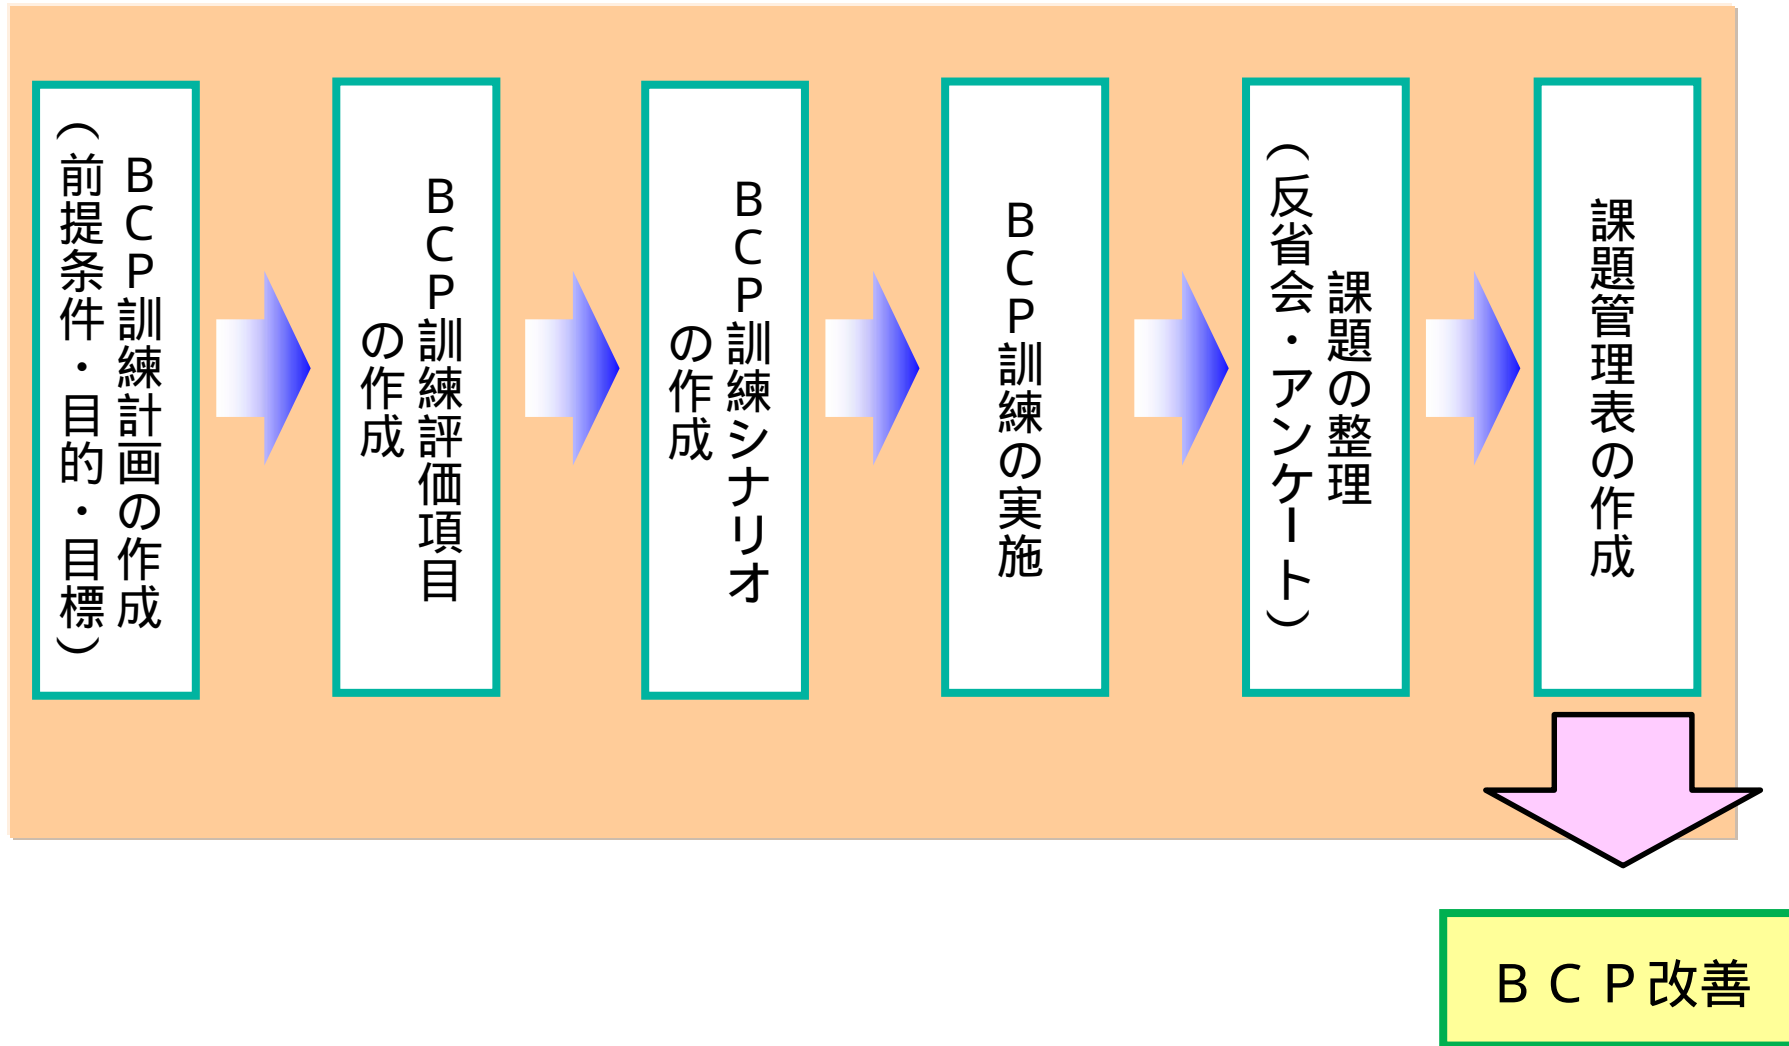 BCP訓練計画の作成
(前提条件・目的・目標)
BCP訓練評価項目
の作成
BCP訓練シナリオ
の作成
BCP訓練の実施
課題の整理
(反省会・アンケート)
課題管理表の作成
BCP改善